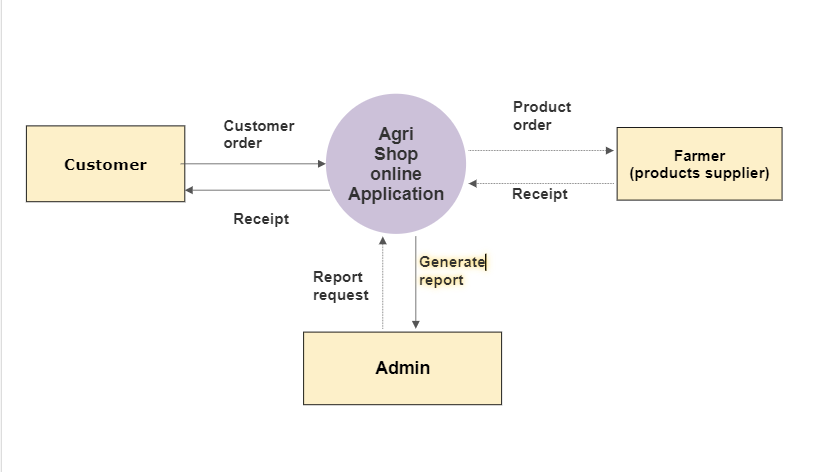 Customer
Customer
order
Receipt
Agri
Shop
online
Application
Product
order
Receipt
Farmer
(products supplier)
Report
request
Generate
report
Admin